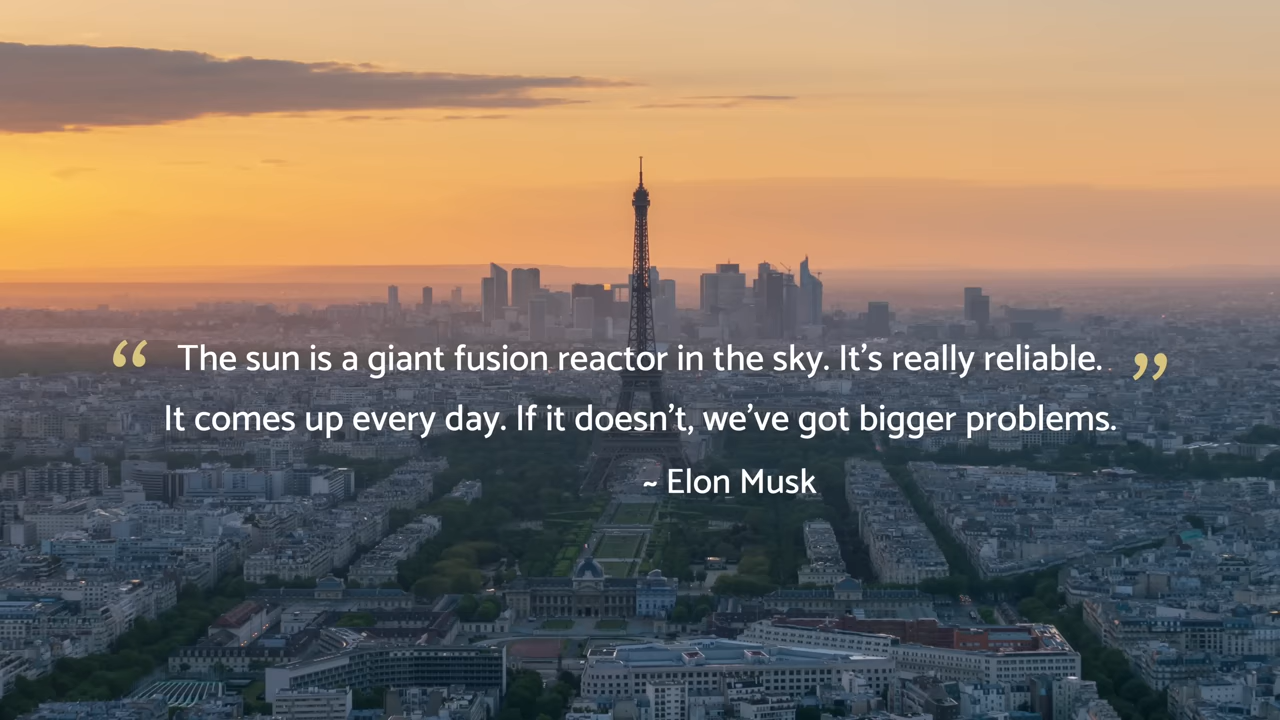 “ The sun is a giant fusion reactor in the sky. It’s really reliable. ”
It comes up every day. If it doesn’t, we’ve got bigger problems.
~ Elon Musk